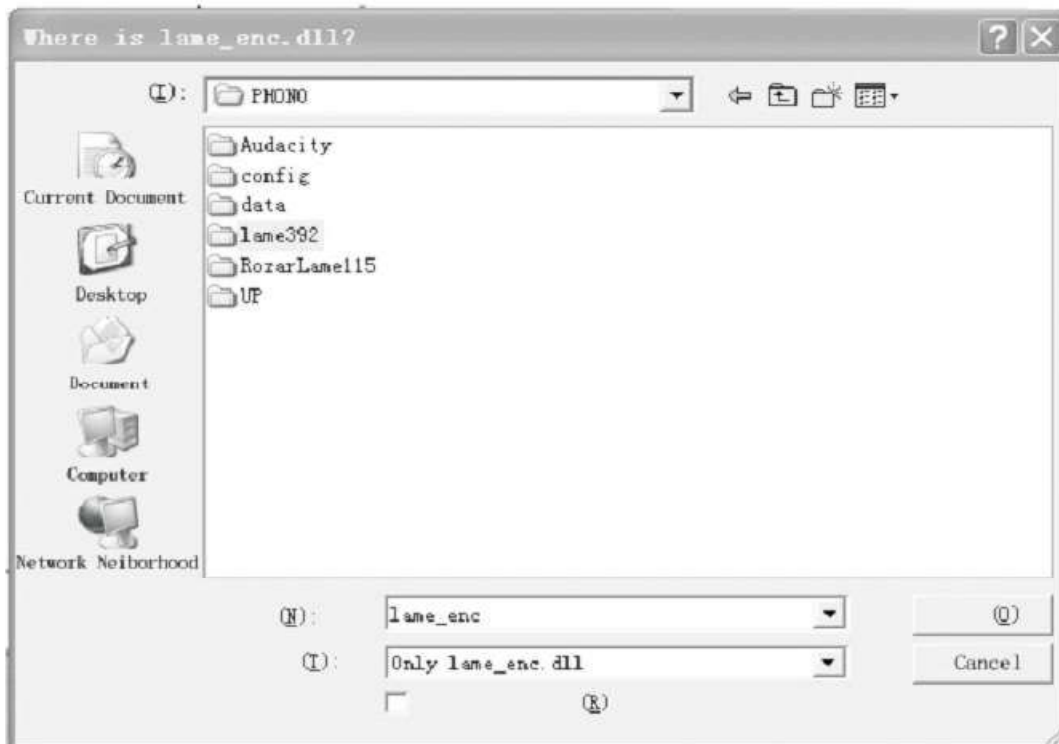 Where is lame_enc.dll?
(I):
PHONO
Audacity
config
data
lame392
RozarLame115
UP
Current Document
Desktop
Document
Computer
Network Neiborhood
(N):
lame_enc
(O)
(T):
Only lame_enc.dll
Cancel
(R)